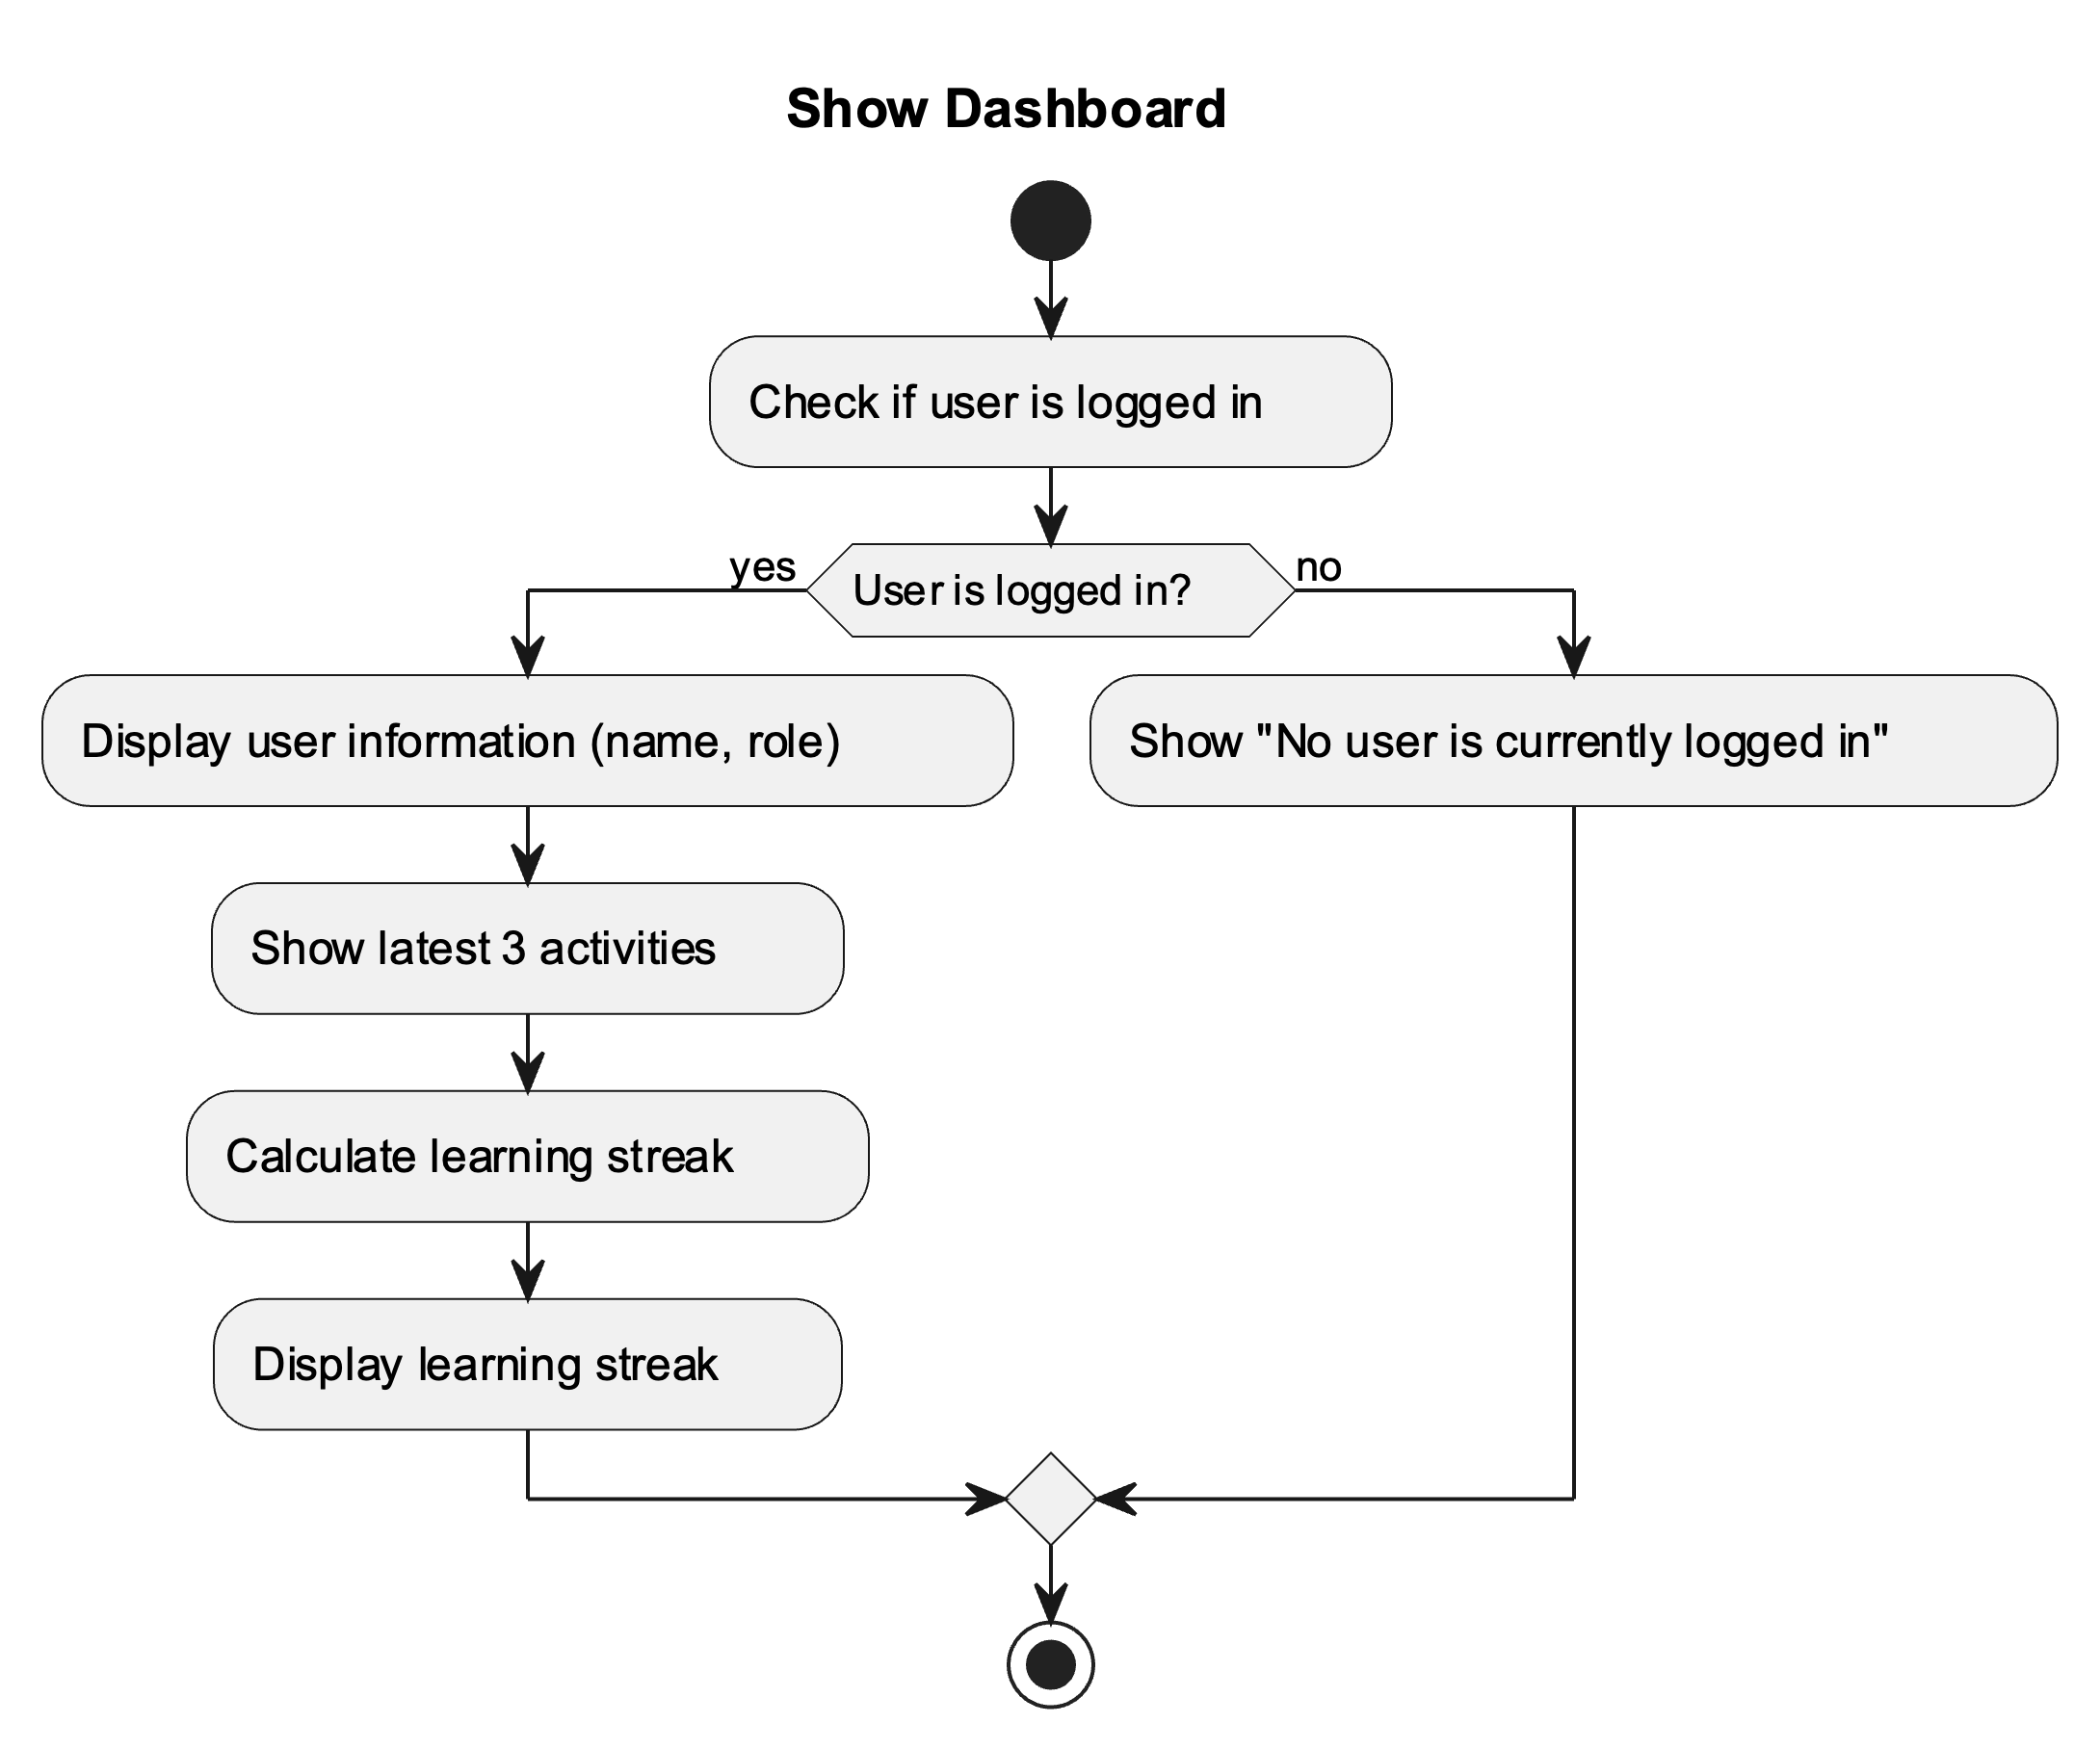 Show Dashboard
Check if user is logged in
yes
User is logged in?
no
Display user information (name, role)
Show "No user is currently logged in"
Show latest 3 activities
Calculate learning streak
Display learning streak